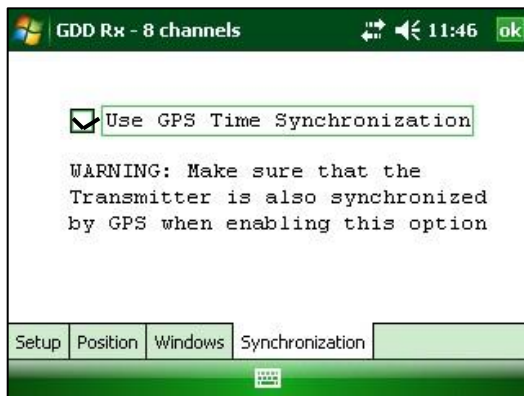 GDD Rx - 8 channels 11:46 ok
Use GPS Time Synchronization
WARNING: Make sure that the
Transmitter is also synchronized
by GPS when enabling this option
Setup Position Windows Synchronization